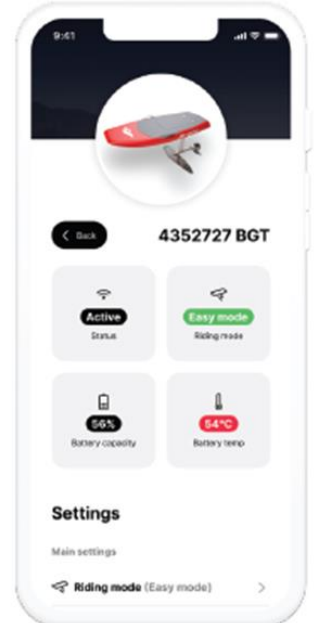 9:41
Back
4352727 BGT
Active
Status
Easy mode
Riding mode
56%
Battery capacity
54°C
Battery temp
Settings
Main settings
Riding mode (Easy mode)